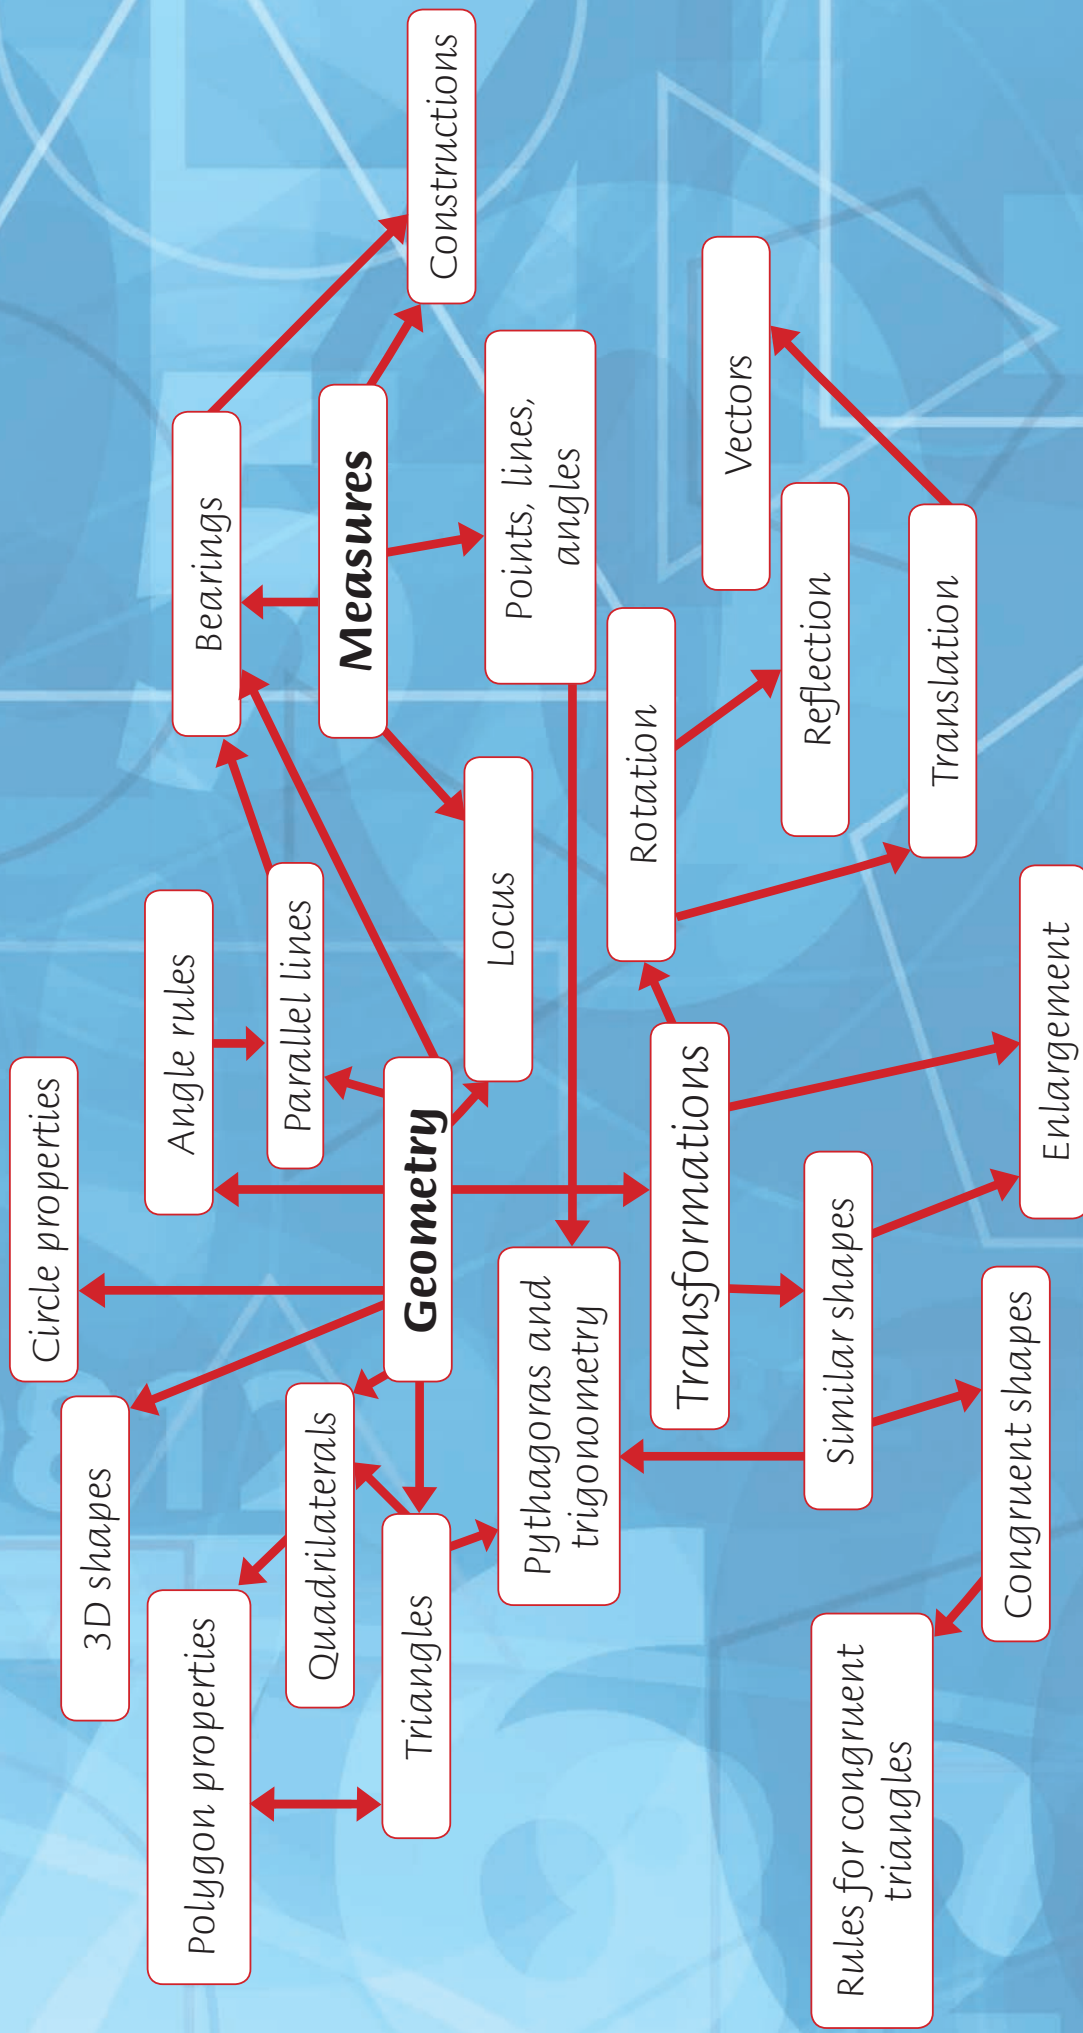 Circle properties
3D shapes
Angle rules
Bearings
Polygon properties
Parallel lines
Quadrilaterals
Measures
Constructions
Triangles
Geometry
Locus
Points, lines,
angles
Pythagoras and
trigonometry
Rotation
Transformations
Vectors
Reflection
Similar shapes
Translation
Rules for congruent
triangles
Congruent shapes
Enlargement